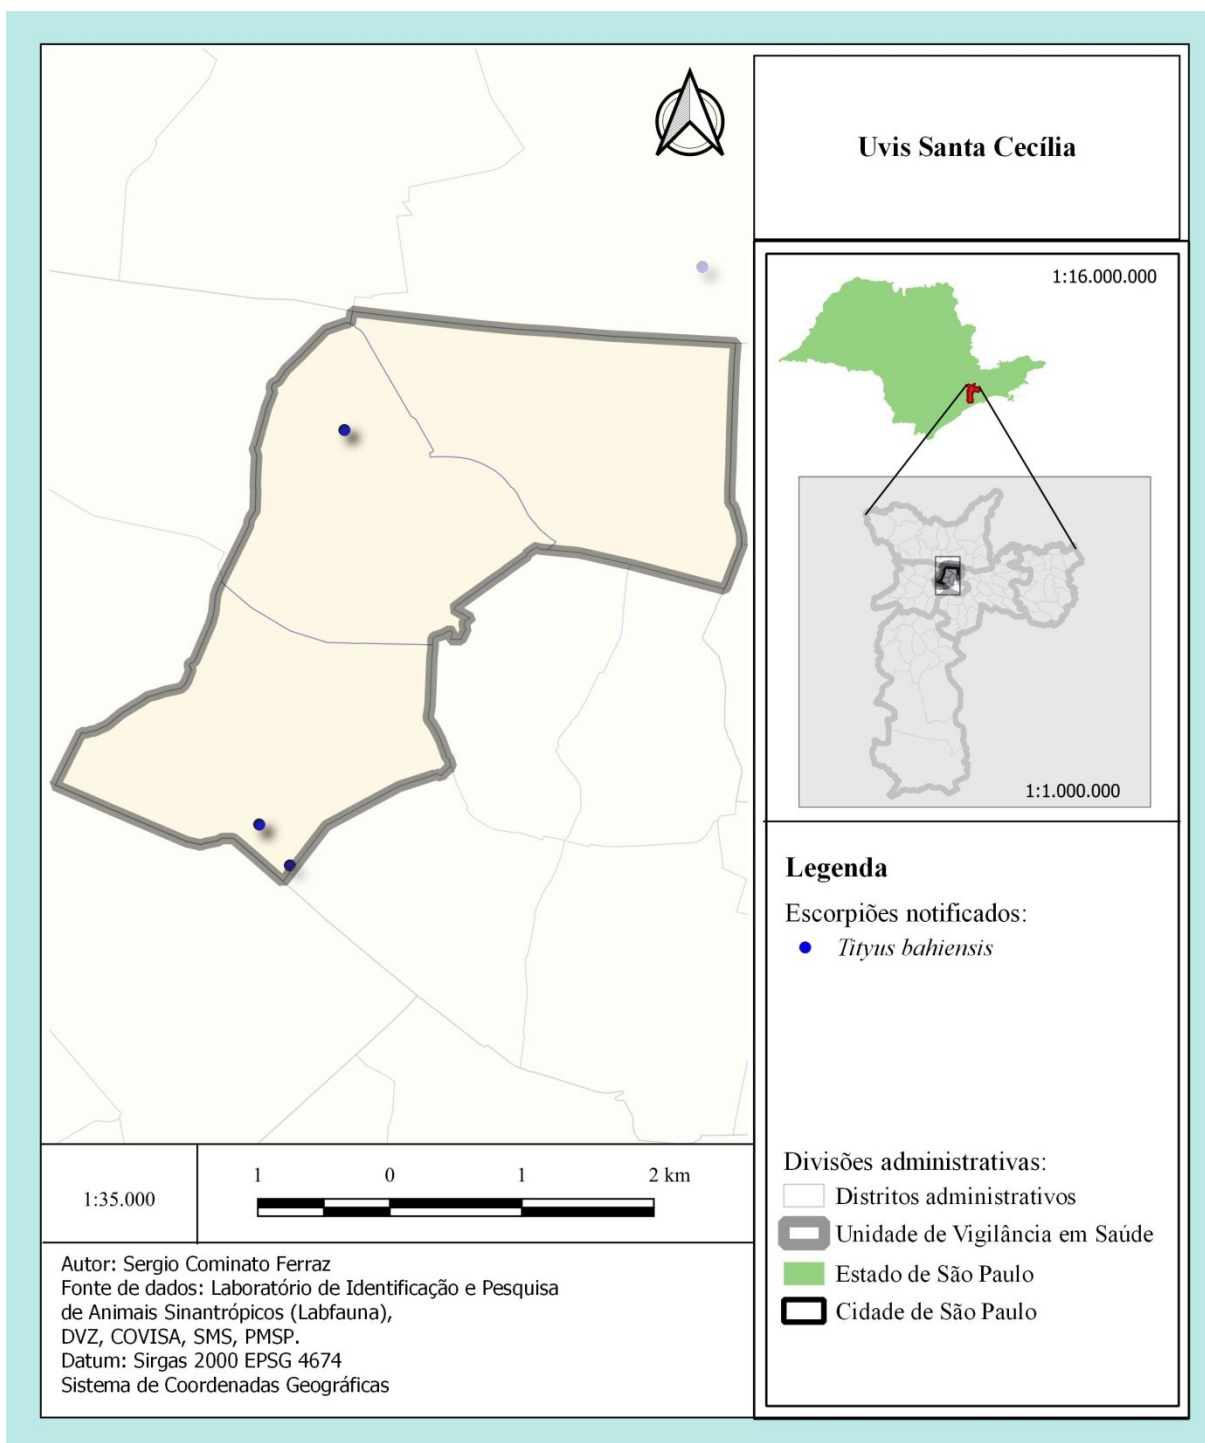 Uvis Santa Cecília
1:16.000.000
1:1.000.000
Legenda
Escorpiões notificados:
Tityus bahiensis
Divisões administrativas:
Distritos administrativos
Unidade de Vigilância em Saúde
Estado de São Paulo
Cidade de São Paulo
1:35.000
1 0 1 2 km
Autor: Sergio Cominato Ferraz
Fonte de dados: Laboratório de Identificação e Pesquisa
de Animais Sinantrópicos (Labfauna),
DVZ, COVISA, SMS, PMSP.
Datum: Sirgas 2000 EPSG 4674
Sistema de Coordenadas Geográficas